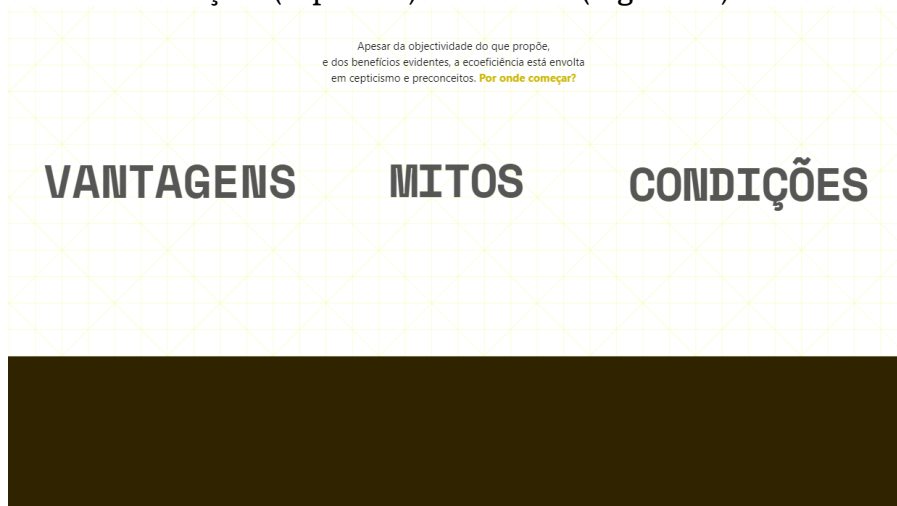 Apesar da objectividade do que propõe,
e dos benefícios evidentes, a ecoeficiência está envolta
em cepticismo e preconceitos. Por onde começar?
VANTAGENS MITOS CONDIÇÕES